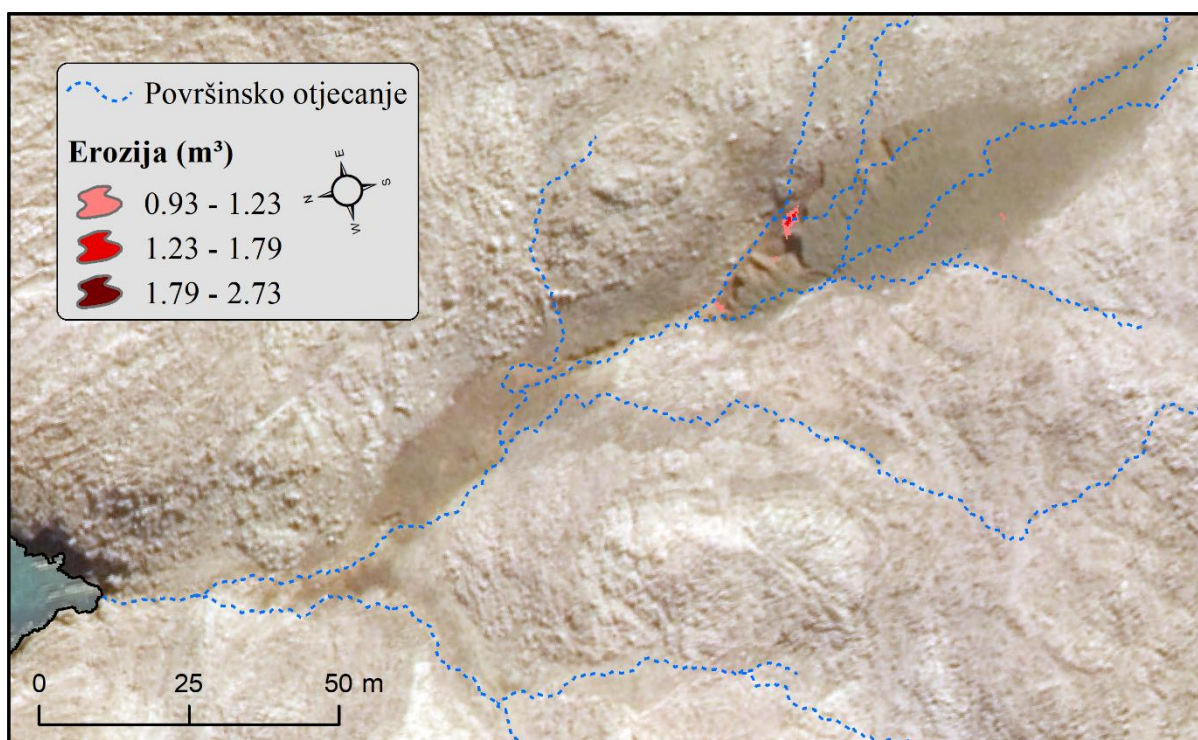 Površinsko otjecanje
Erozija (m³)
0.93 - 1.23
1.23 - 1.79
1.79 - 2.73
E
N
S
W
0
25
50 m